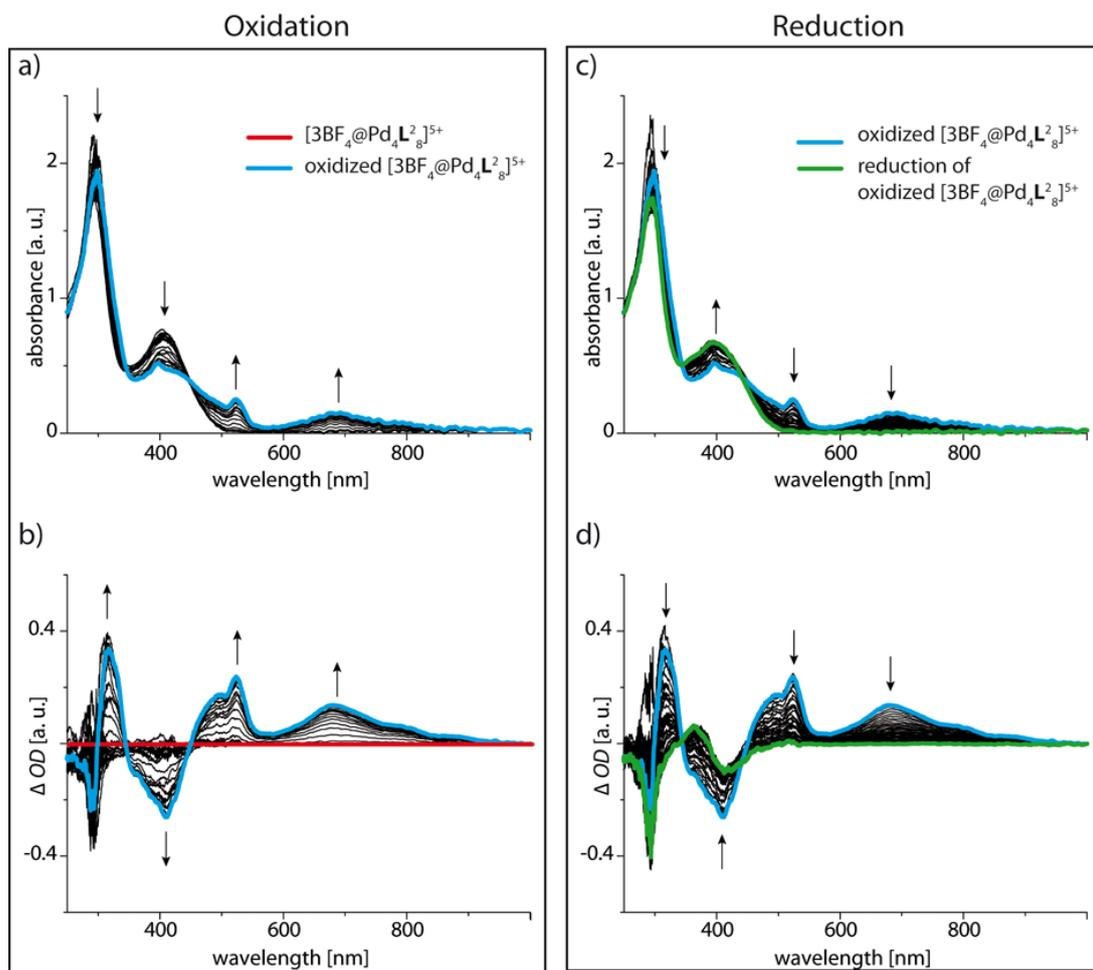 Oxidation
a)
[3BF₄@Pd₄L²₈]⁵⁺
oxidized [3BF₄@Pd₄L²₈]⁵⁺
absorbance [a. u.]
2
1
0
400
600
800
wavelength [nm]
b)
Δ OD [a. u.]
0.4
-0.4
400
600
800
wavelength [nm]
Reduction
c)
oxidized [3BF₄@Pd₄L²₈]⁵⁺
reduction of
oxidized [3BF₄@Pd₄L²₈]⁵⁺
absorbance [a. u.]
2
1
0
400
600
800
wavelength [nm]
d)
Δ OD [a. u.]
0.4
-0.4
400
600
800
wavelength [nm]